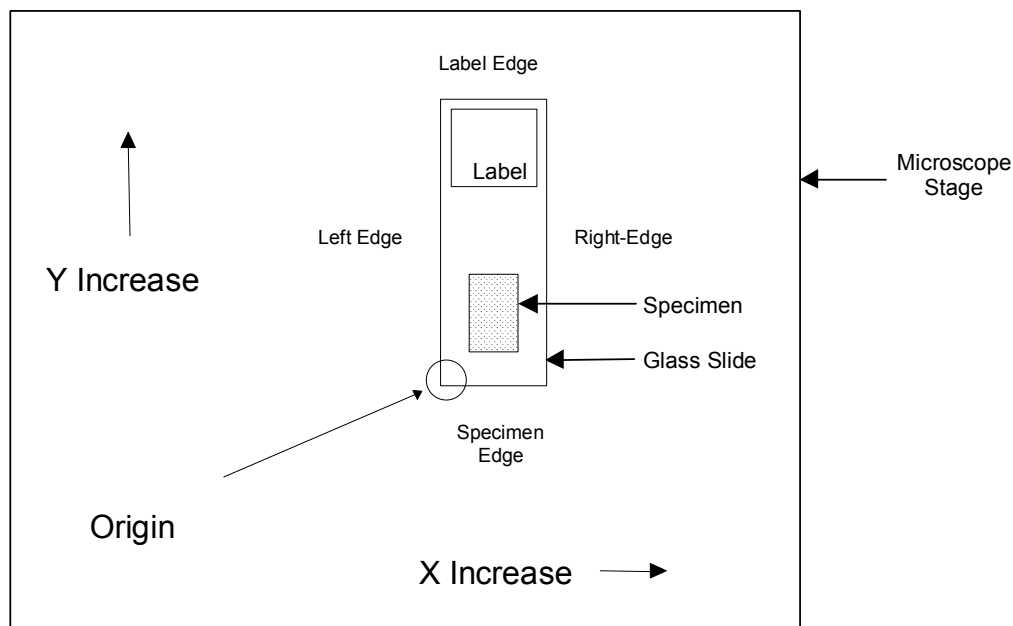 Label Edge
Label
Microscope
Stage
Left Edge
Right-Edge
Y Increase
Specimen
Glass Slide
Specimen
Edge
Origin
X Increase